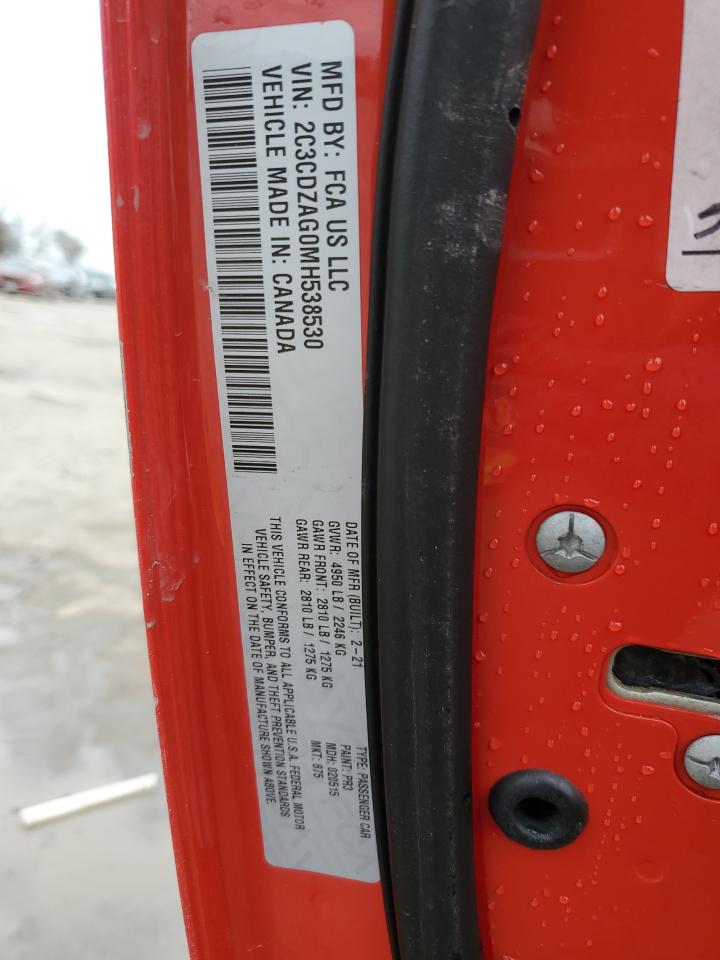 MFD BY: FCA US LLC
VIN: 2C3CDZAG0MH538530
VEHICLE MADE IN: CANADA
DATE OF MFR (BUILT): 2-21
GVWR: 4950 LB / 2246 KG
GAWR FRONT: 2810 LB / 1275 KG
GAWR REAR: 2810 LB / 1275 KG
THIS VEHICLE CONFORMS TO ALL APPLICABLE U.S.A. FEDERAL MOTOR
VEHICLE SAFETY, BUMPER, AND THEFT PREVENTION STANDARDS
IN EFFECT ON THE DATE OF MANUFACTURE SHOWN ABOVE.
TYPE: PASSENGER CAR
PAINT: PR3
MDH: 020515
MKT: 875